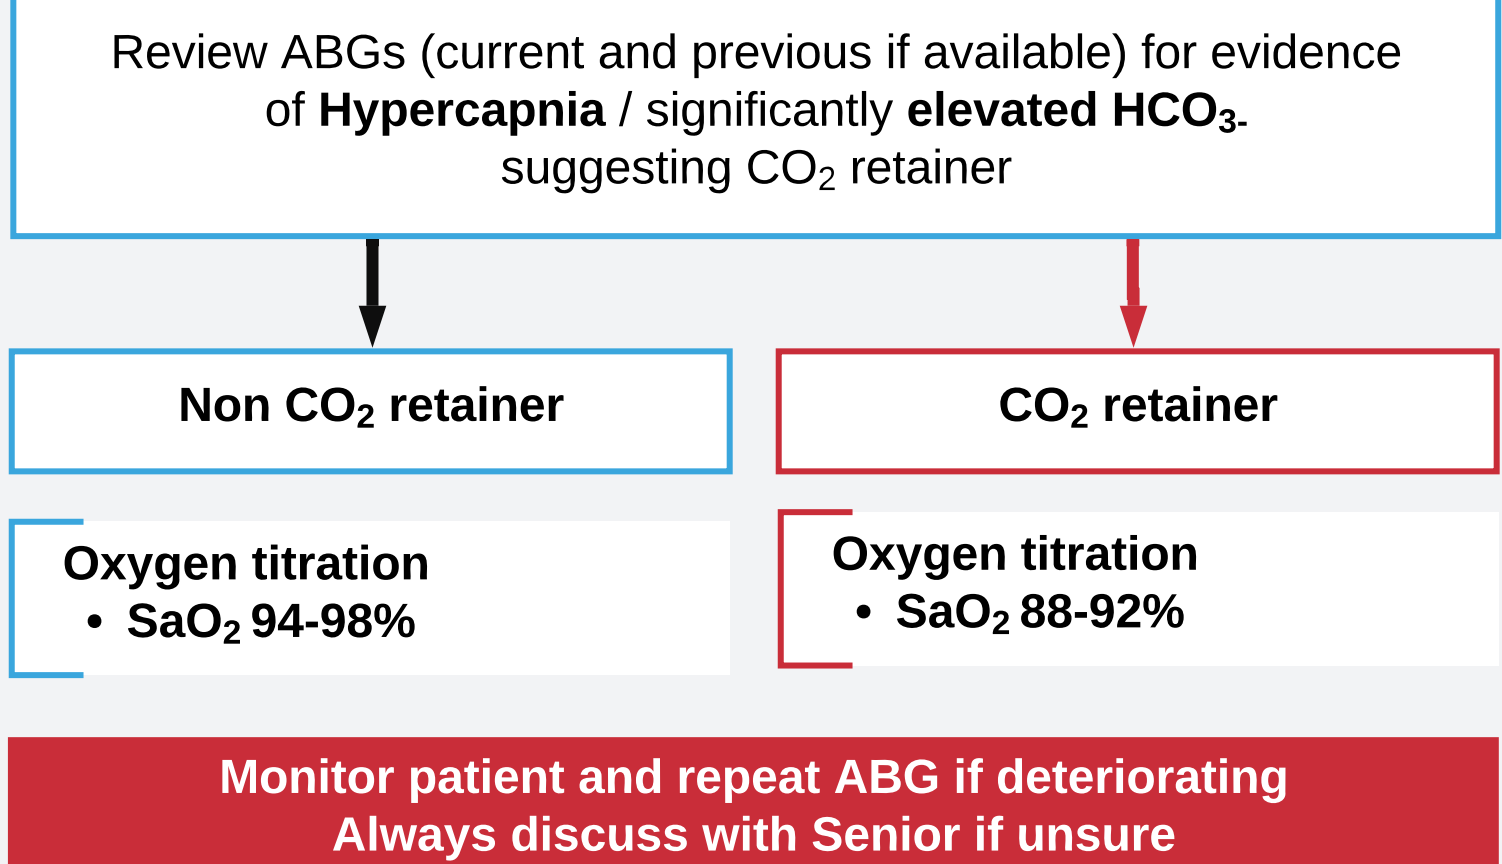 Review ABGs (current and previous if available) for evidence
of Hypercapnia / significantly elevated HCO₃-
suggesting CO₂ retainer
Non CO₂ retainer
CO₂ retainer
Oxygen titration
• SaO₂ 94-98%
Oxygen titration
• SaO₂ 88-92%
Monitor patient and repeat ABG if deteriorating
Always discuss with Senior if unsure